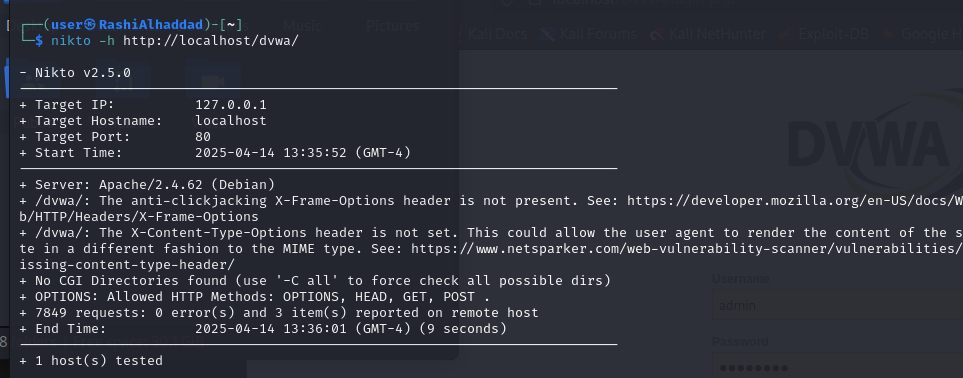 ┌──(user㉿RashiAlhaddad)-[~]
└─$ nikto -h http://localhost/dvwa/
- Nikto v2.5.0
---------------------------------------------------------------------------
+ Target IP:          127.0.0.1
+ Target Hostname:    localhost
+ Target Port:        80
+ Start Time:         2025-04-14 13:35:52 (GMT-4)
---------------------------------------------------------------------------
+ Server: Apache/2.4.62 (Debian)
+ /dvwa/: The anti-clickjacking X-Frame-Options header is not present. See: https://developer.mozilla.org/en-US/docs/W
b/HTTP/Headers/X-Frame-Options
+ /dvwa/: The X-Content-Type-Options header is not set. This could allow the user agent to render the content of the s
te in a different fashion to the MIME type. See: https://www.netsparker.com/web-vulnerability-scanner/vulnerabilities/
issing-content-type-header/
+ No CGI Directories found (use '-C all' to force check all possible dirs)
+ OPTIONS: Allowed HTTP Methods: OPTIONS, HEAD, GET, POST .
+ 7849 requests: 0 error(s) and 3 item(s) reported on remote host
+ End Time:           2025-04-14 13:36:01 (GMT-4) (9 seconds)
---------------------------------------------------------------------------
+ 1 host(s) tested
Music
Pictures
Kali Docs
Kali Forums
Kali NetHunter
Exploit-DB
Google H
DVWA
Username
admin
Password